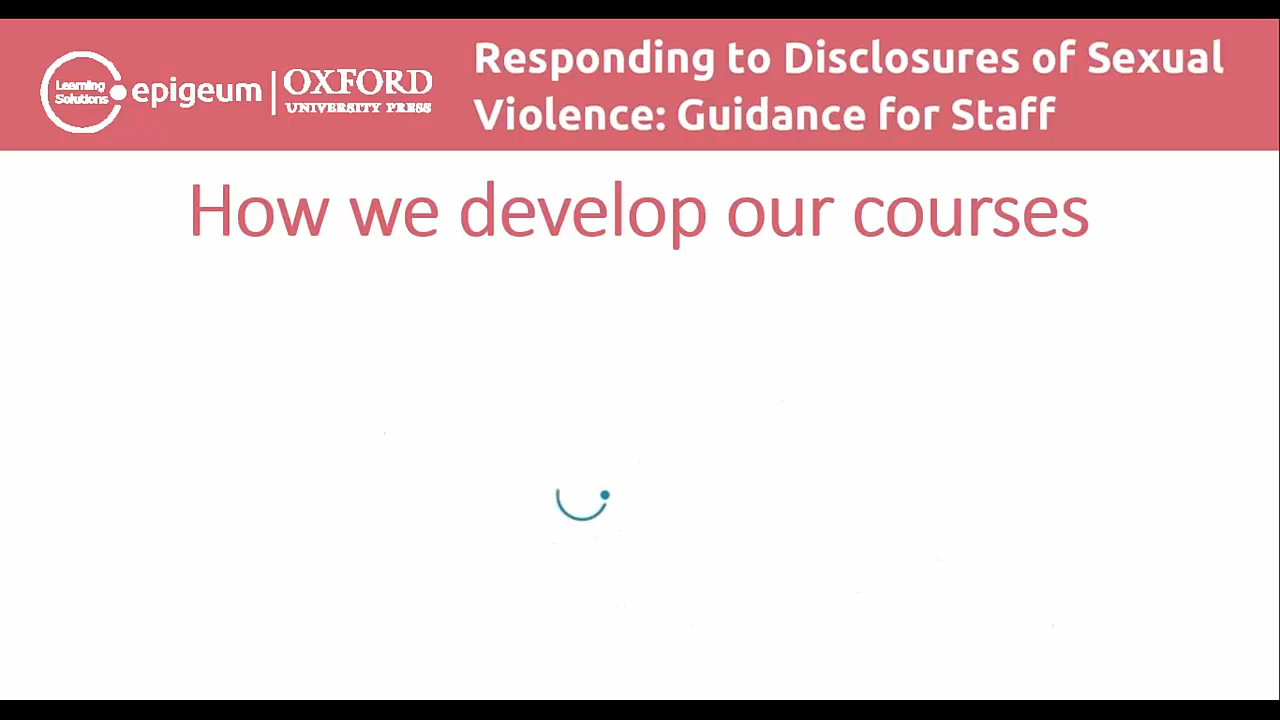 Learning
Solutions
epigeum
OXFORD
UNIVERSITY PRESS
Responding to Disclosures of Sexual
Violence: Guidance for Staff
How we develop our courses